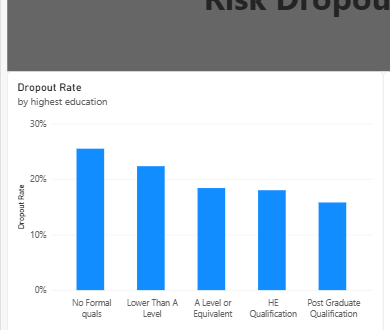 Risk Dropou
Dropout Rate
by highest education
30%
20%
10%
0%
Dropout Rate
No Formal
quals
Lower Than A
Level
A Level or
Equivalent
HE
Qualification
Post Graduate
Qualification